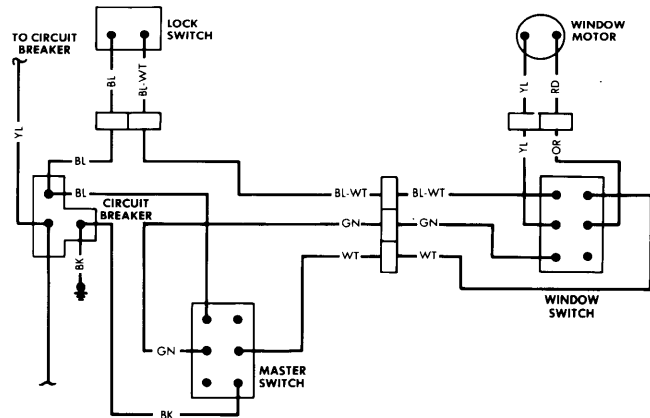 LOCK
SWITCH
WINDOW
MOTOR
TO CIRCUIT
BREAKER
BL
BL-WT
YL
RD
YL
YL
OR
BL
BL
BL-WT
BL-WT
CIRCUIT
BREAKER
GN
GN
BK
WT
WT
WINDOW
SWITCH
GN
MASTER
SWITCH
BK